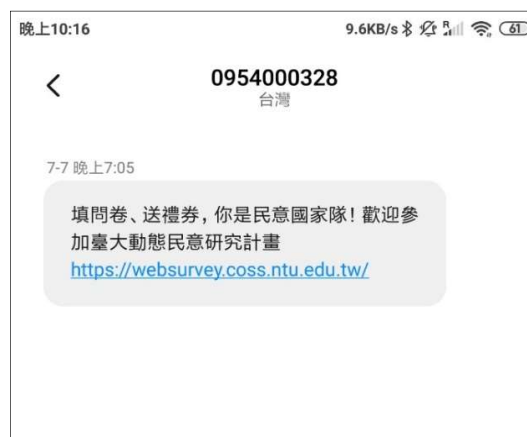 晚上10:16 9.6KB/s R 61
0954000328
台灣
7-7 晚上7:05
填問卷、送禮券，你是民意國家隊！歡迎參
加臺大動態民意研究計畫
https://websurvey.coss.ntu.edu.tw/